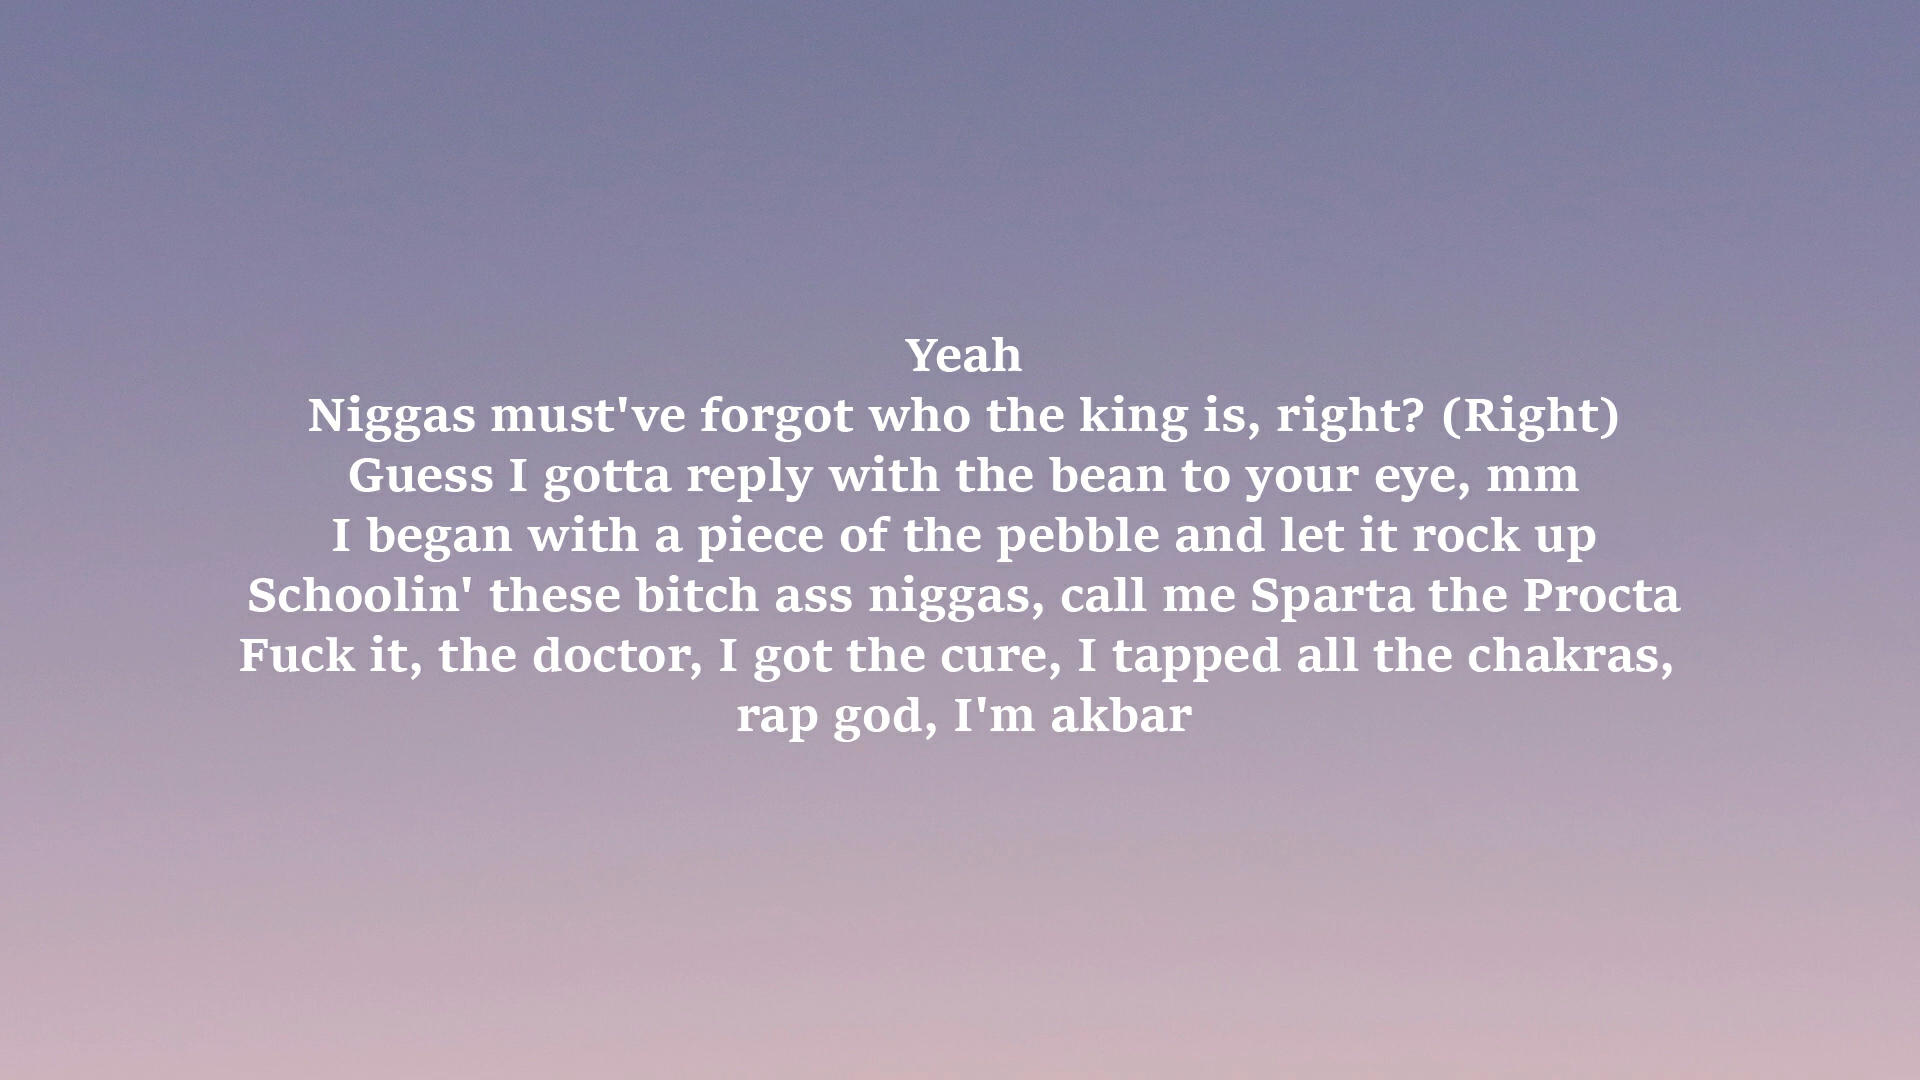 Yeah
Niggas must've forgot who the king is, right? (Right)
Guess I gotta reply with the bean to your eye, mm
I began with a piece of the pebble and let it rock up
Schoolin' these bitch ass niggas, call me Sparta the Procta
Fuck it, the doctor, I got the cure, I tapped all the chakras,
rap god, I'm akbar